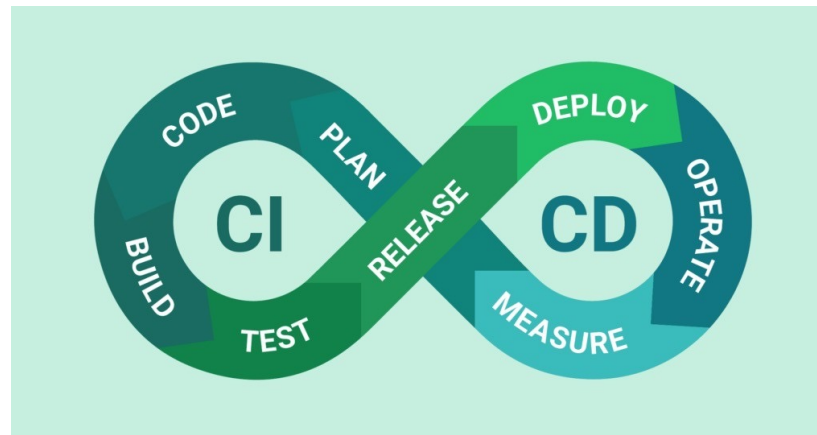 CODE
PLAN
BUILD
TEST
CI
RELEASE
DEPLOY
OPERATE
MEASURE
CD